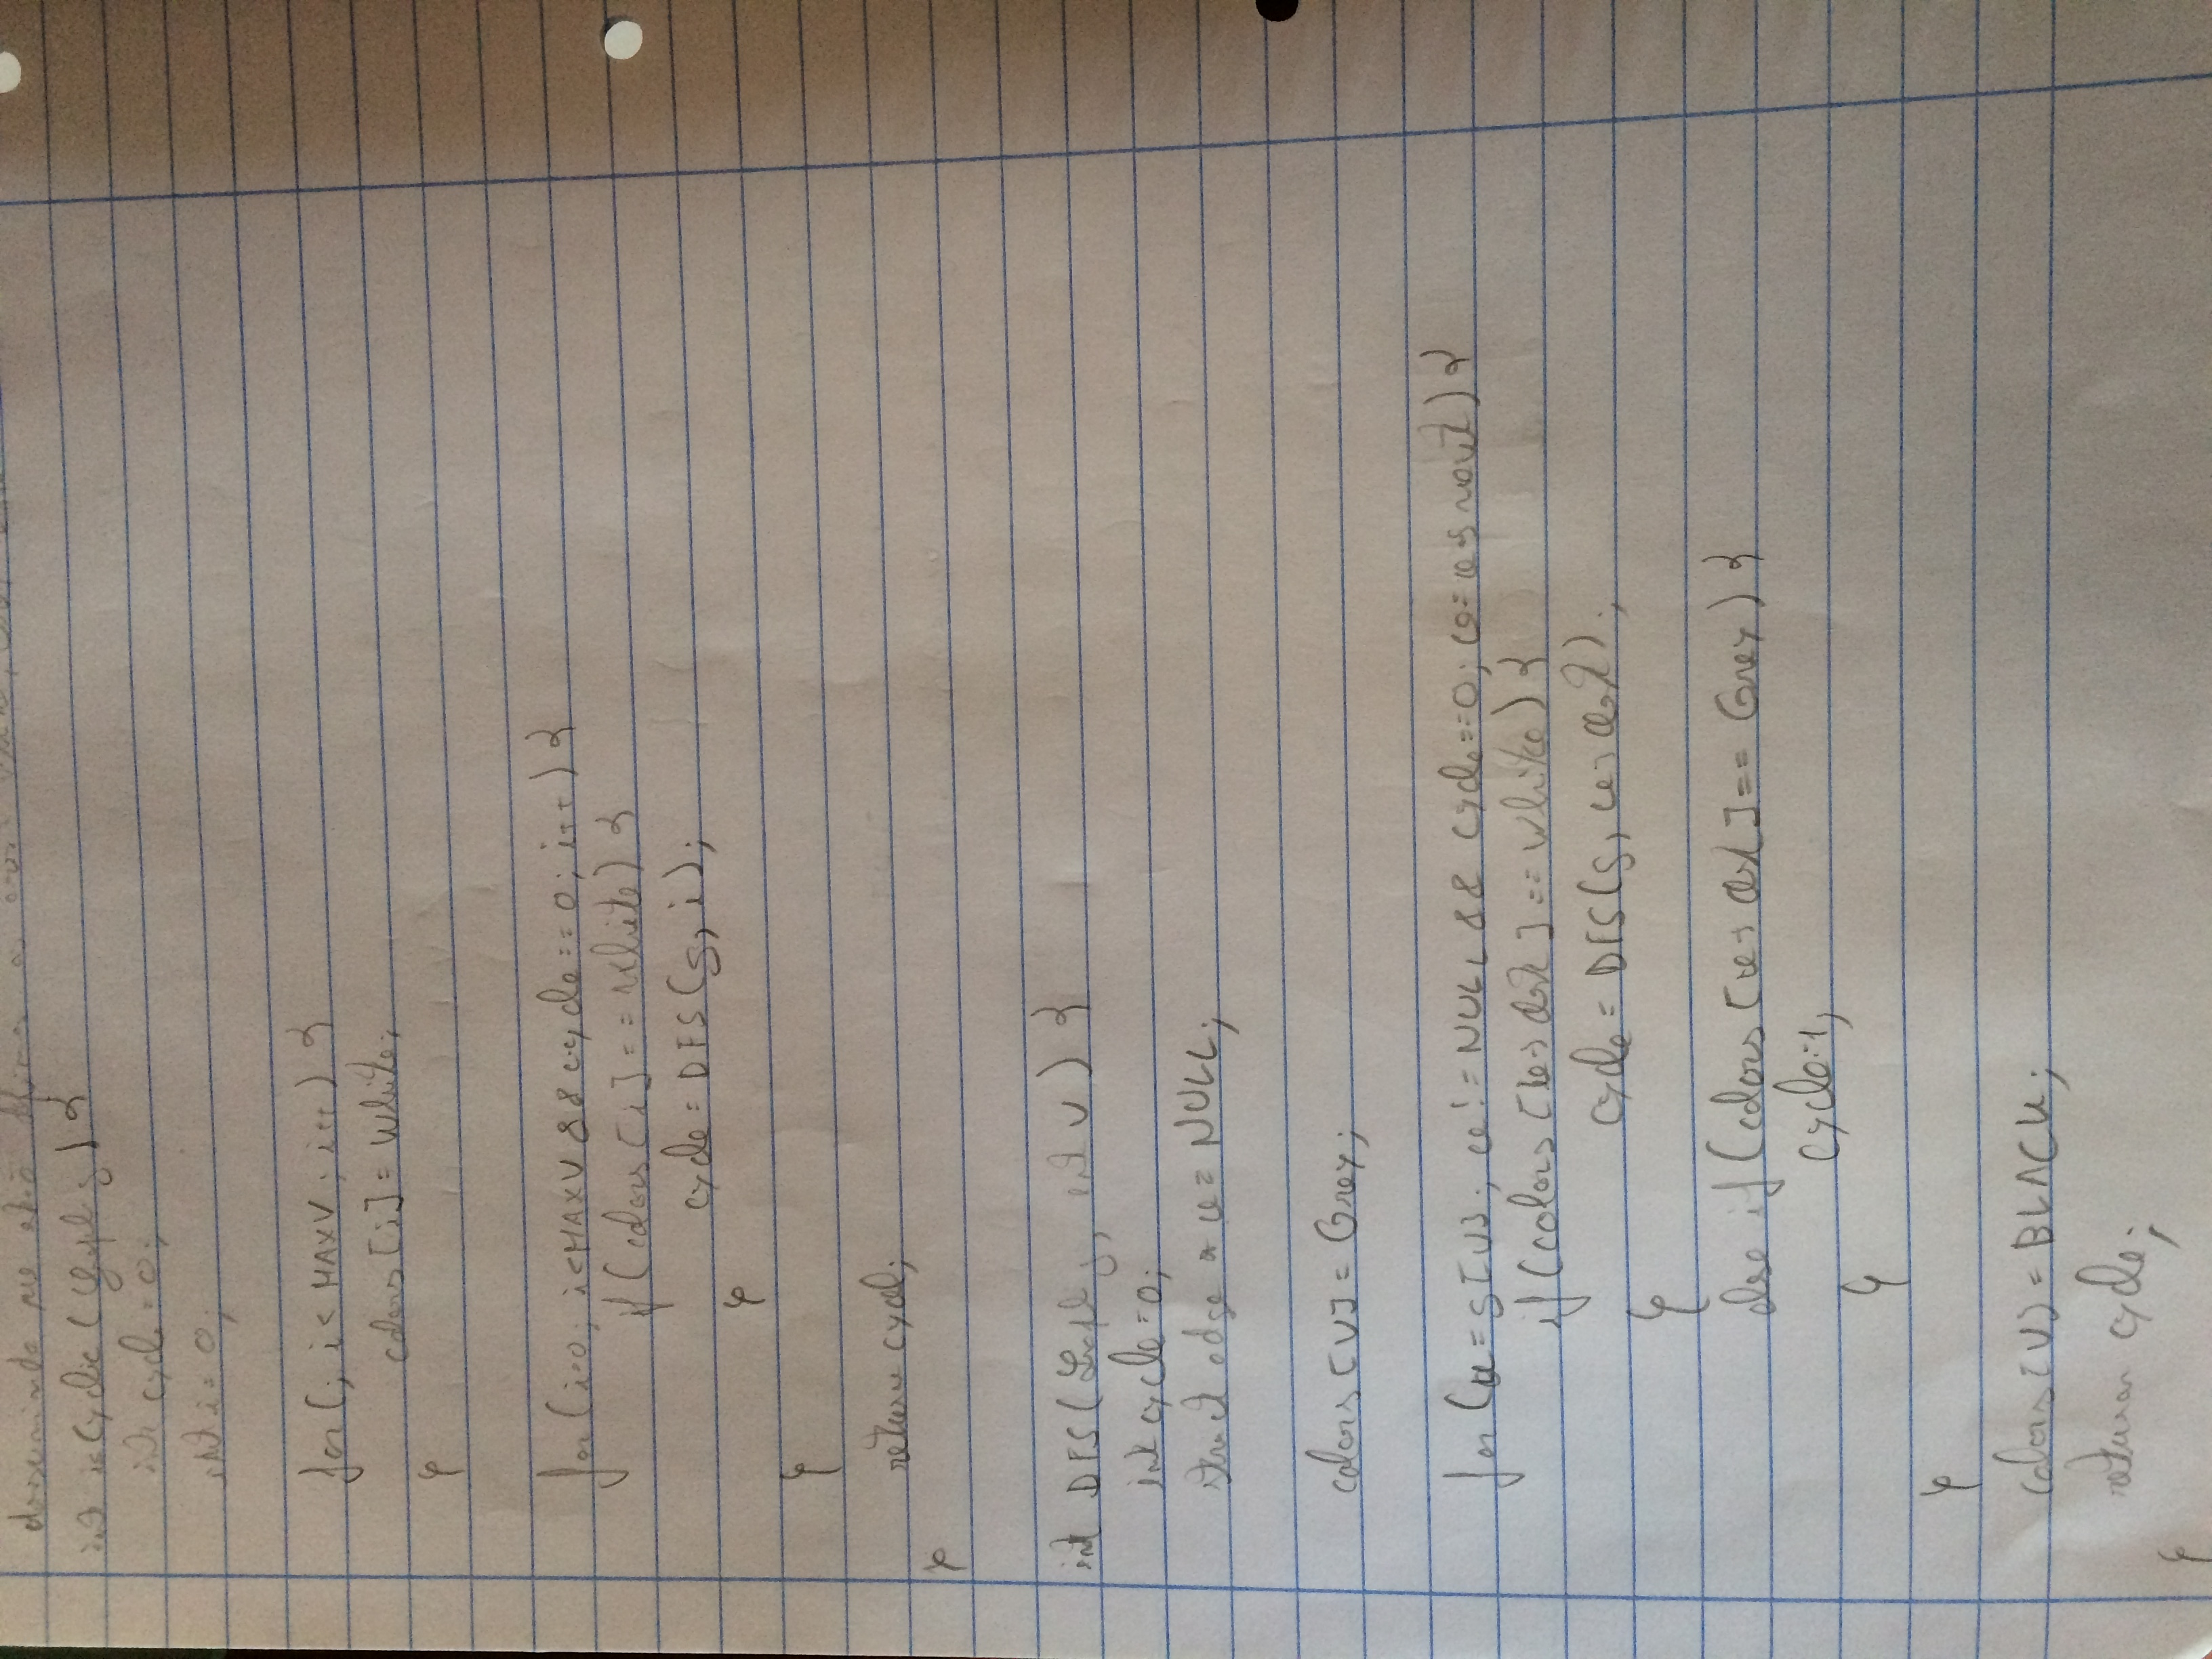 assumindo que
int isCyclic (Graph g) {
int cycle = 0;
int i = 0;
for(; i < MAXV; i++) {
colors[i] = White;
}
for(i=0; i<MAXV && cycle==0; i++) {
if(colors[i]==White) {
cycle = DFS(g, i);
}
}
return cycle;
}
int DFS(Graph g, int v) {
int cycle=0;
struct edge * u = NULL;
colors[v] = Grey;
for(u=g[v]; u!=NULL && cycle==0; u=u->next) {
if(colors[u->dest]==White) {
cycle = DFS(g, u->dest);
}
else if(colors[u->dest]== Grey) {
cycle=1;
}
}
colors[v] = BLACK;
return cycle;
}